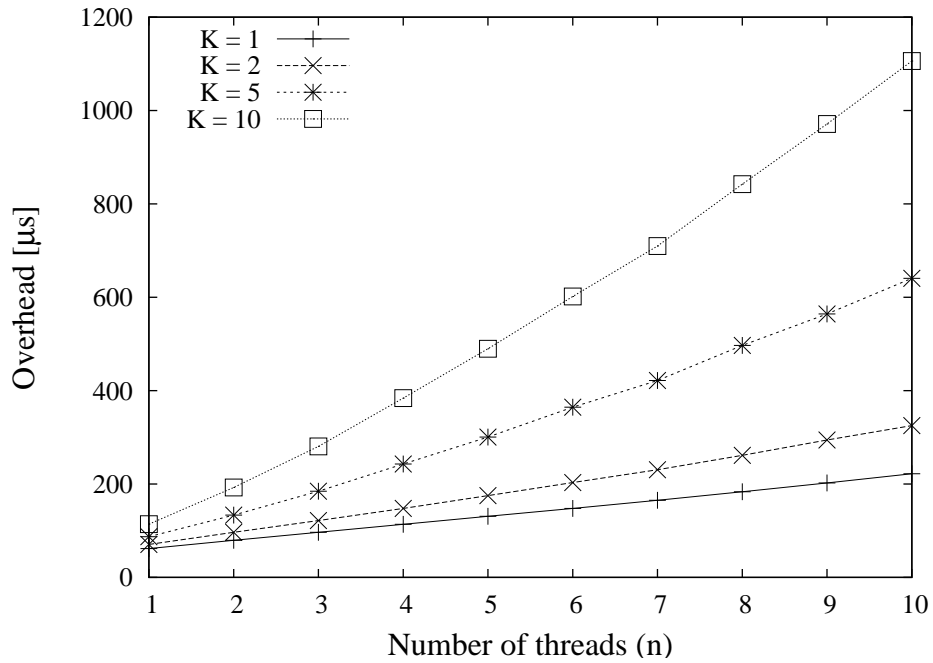 1200
1000
800
600
400
200
0
Overhead [μs]
K = 1
K = 2
K = 5
K = 10
1 2 3 4 5 6 7 8 9 10
Number of threads (n)